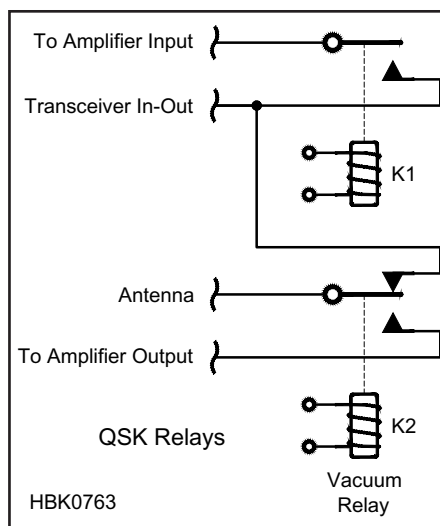 To Amplifier Input
Transceiver In-Out
K1
Antenna
To Amplifier Output
K2
QSK Relays
Vacuum
Relay
HBK0763